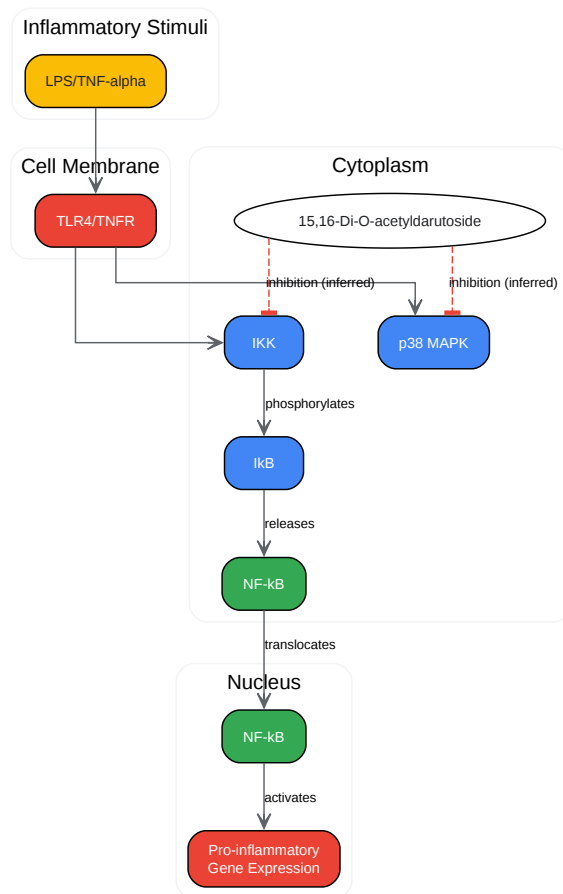 Inflammatory Stimuli
LPS/TNF-alpha
Cell Membrane
TLR4/TNFR
Cytoplasm
15,16-Di-O-acetyldarutoside
inhibition (inferred)
inhibition (inferred)
IKK
p38 MAPK
phosphorylates
IkB
releases
NF-kB
translocates
Nucleus
NF-kB
activates
Pro-inflammatory
Gene Expression